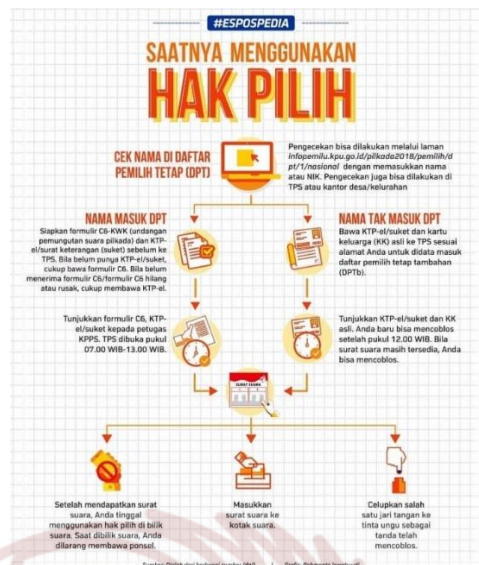 #ESPOSPEDIA
SAATNYA MENGGUNAKAN
HAK PILIH
CEK NAMA DI DAFTAR
PEMILIH TETAP (DPT)
Pengecekan bisa dilakukan melalui laman
infopemilu.kpu.go.id/pilkada2018/pemilih/d
pt/1/nasional dengan memasukkan nama
atau NIK. Pengecekan juga bisa dilakukan di
TPS atau kantor desa/kelurahan
NAMA MASUK DPT
Siapkan formulir C6-KWK (undangan
pemungutan suara pilkada) dan KTP-
el/surat keterangan (suket) sebelum ke
TPS. Bila belum punya KTP-el/suket,
cukup bawa formulir C6. Bila belum
menerima formulir C6/formulir C6 hilang
atau rusak, cukup membawa KTP-el.
NAMA TAK MASUK DPT
Bawa KTP-el/suket dan kartu
keluarga (KK) asli ke TPS sesuai
alamat Anda untuk didata masuk
daftar pemilih tetap tambahan
(DPTb).
Tunjukkan formulir C6, KTP-
el/suket kepada petugas
KPPS. TPS dibuka pukul
07.00 WIB-13.00 WIB.
Tunjukkan KTP-el/suket dan KK
asli. Anda baru bisa mencoblos
setelah pukul 12.00 WIB. Bila
surat suara masih tersedia, Anda
bisa mencoblos.
SURAT SUARA
Setelah mendapatkan surat
suara, Anda tinggal
menggunakan hak pilih di bilik
suara. Saat dibilik suara, Anda
dilarang membawa ponsel.
Masukkan
surat suara ke
kotak suara.
Celupkan salah
satu jari tangan ke
tinta ungu sebagai
tanda telah
mencoblos.